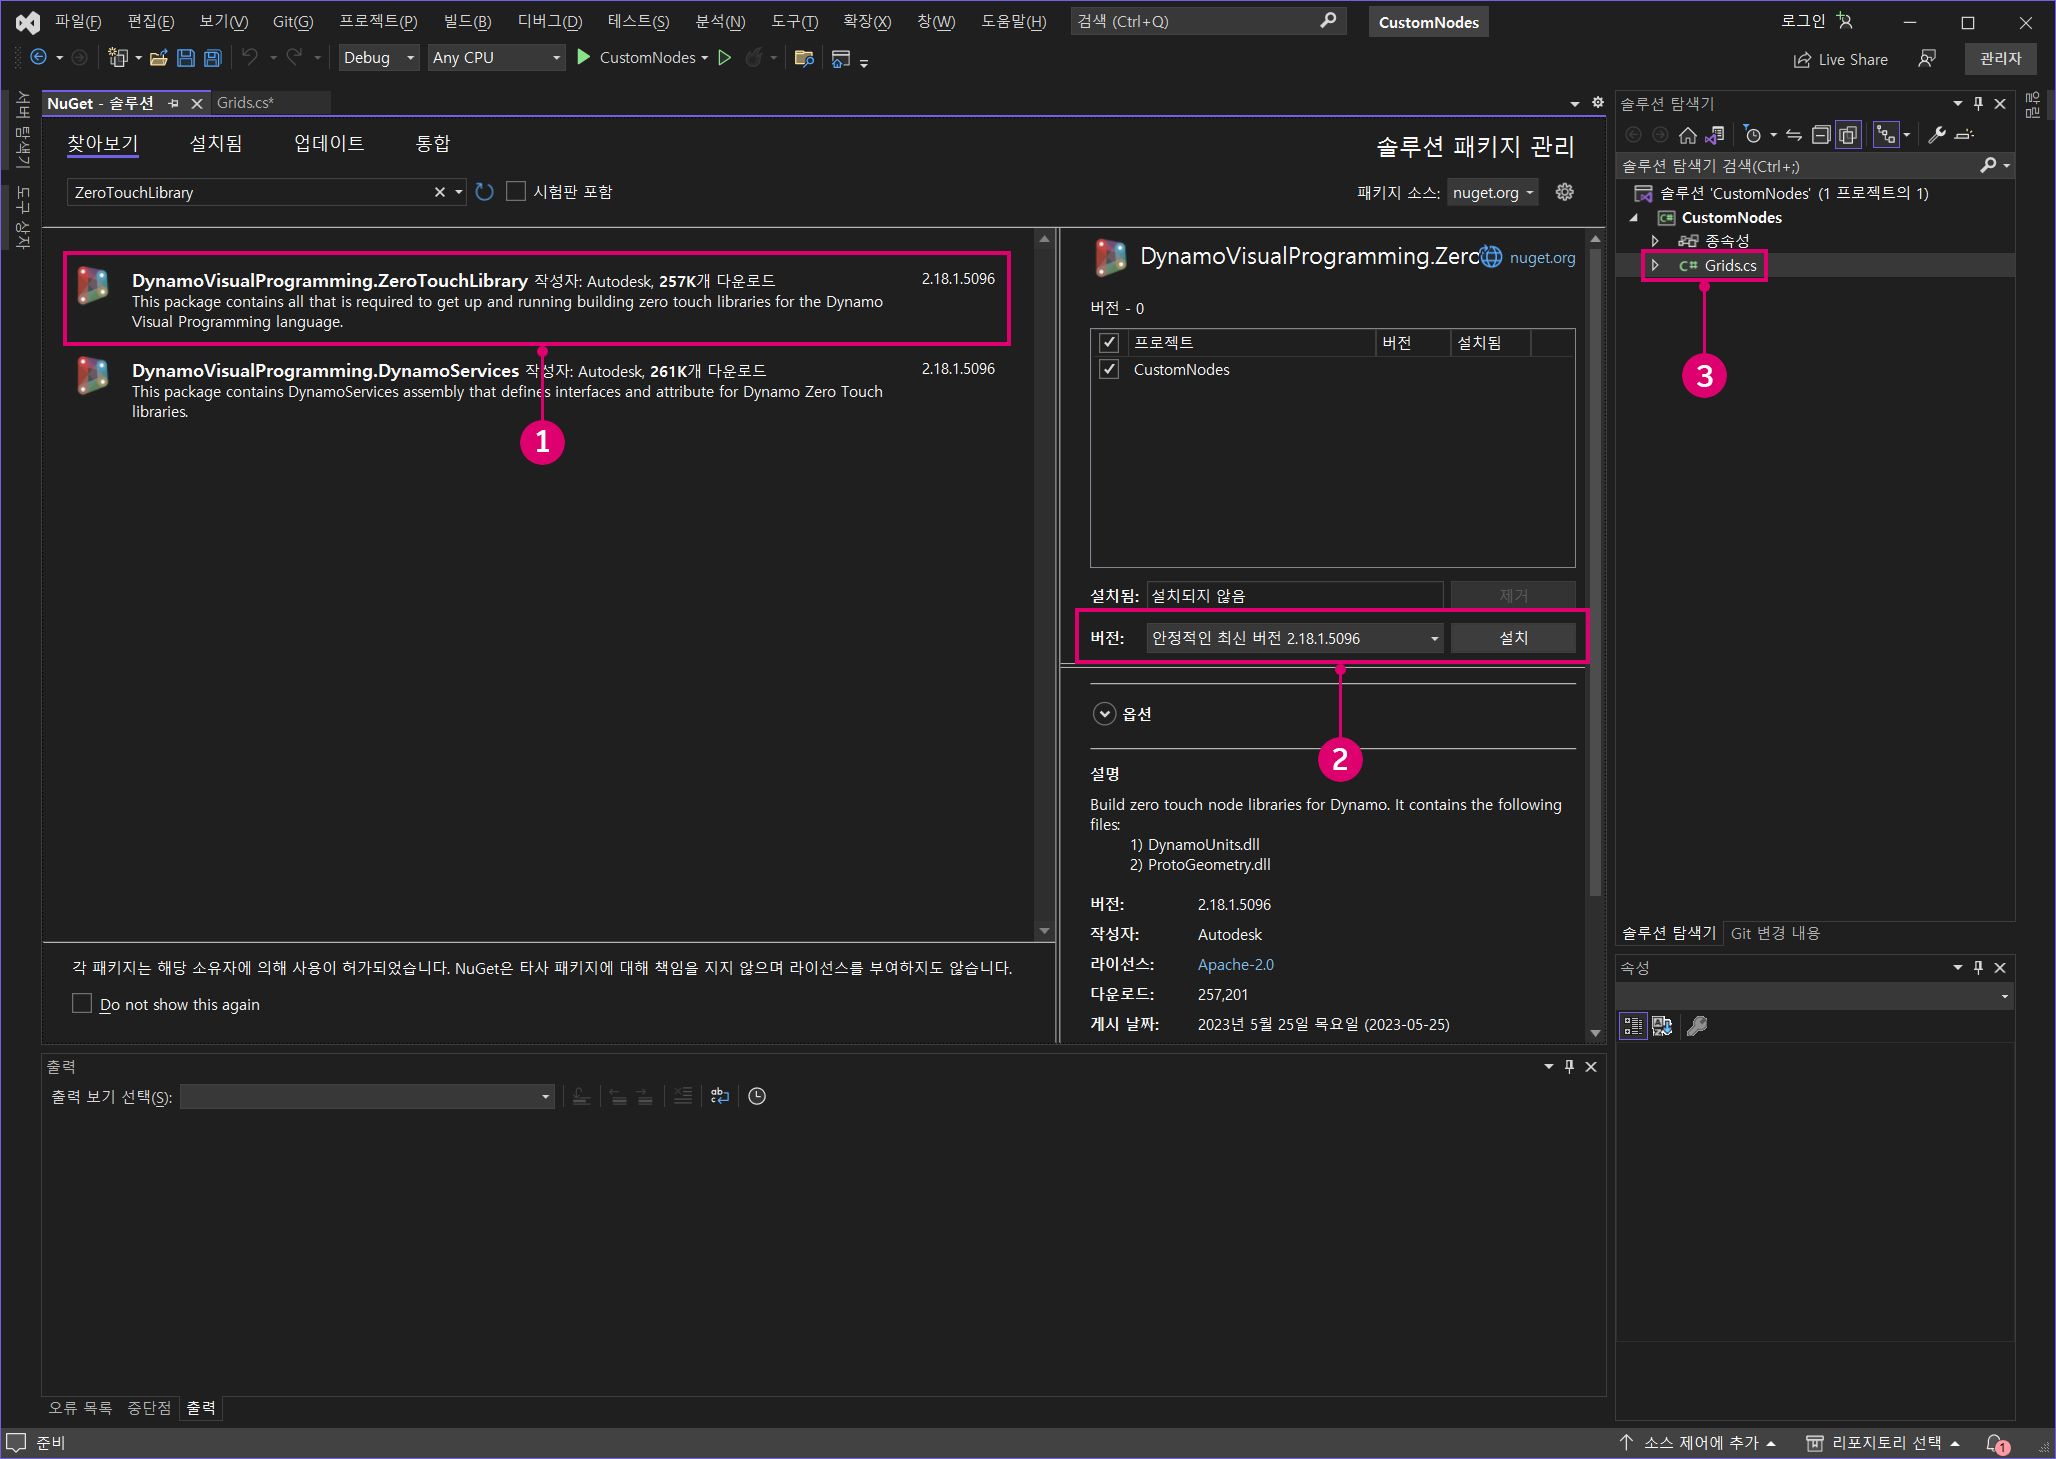 파일(F) 편집(E) 보기(V) Git(G) 프로젝트(P) 빌드(B) 디버그(D) 테스트(S) 분석(N) 도구(T) 확장(X) 창(W) 도움말(H) 검색 (Ctrl+Q) CustomNodes 로그인
Debug Any CPU CustomNodes Live Share 관리자
서버 탐색기
도구 상자
알림
NuGet - 솔루션 Grids.cs*
찾아보기 설치됨 업데이트 통합 솔루션 패키지 관리
ZeroTouchLibrary 시험판 포함 패키지 소스: nuget.org
DynamoVisualProgramming.ZeroTouchLibrary 작성자: Autodesk, 257K개 다운로드 2.18.1.5096
This package contains all that is required to get up and running building zero touch libraries for the Dynamo
Visual Programming language.
DynamoVisualProgramming.DynamoServices 작성자: Autodesk, 261K개 다운로드 2.18.1.5096
This package contains DynamoServices assembly that defines interfaces and attribute for Dynamo Zero Touch
libraries.
1
각 패키지는 해당 소유자에 의해 사용이 허가되었습니다. NuGet은 타사 패키지에 대해 책임을 지지 않으며 라이선스를 부여하지도 않습니다.
Do not show this again
DynamoVisualProgramming.Zero nuget.org
버전 - 0
프로젝트 버전 설치됨
CustomNodes
설치됨: 설치되지 않음 제거
버전: 안정적인 최신 버전 2.18.1.5096 설치
옵션
2
설명
Build zero touch node libraries for Dynamo. It contains the following
files:
1) DynamoUnits.dll
2) ProtoGeometry.dll
버전: 2.18.1.5096
작성자: Autodesk
라이선스: Apache-2.0
다운로드: 257,201
게시 날짜: 2023년 5월 25일 목요일 (2023-05-25)
솔루션 탐색기
솔루션 탐색기 검색(Ctrl+;)
솔루션 'CustomNodes' (1 프로젝트의 1)
C# CustomNodes
종속성
C# Grids.cs
3
솔루션 탐색기 Git 변경 내용
속성
출력
출력 보기 선택(S):
오류 목록 중단점 출력
준비 소스 제어에 추가 리포지토리 선택 1